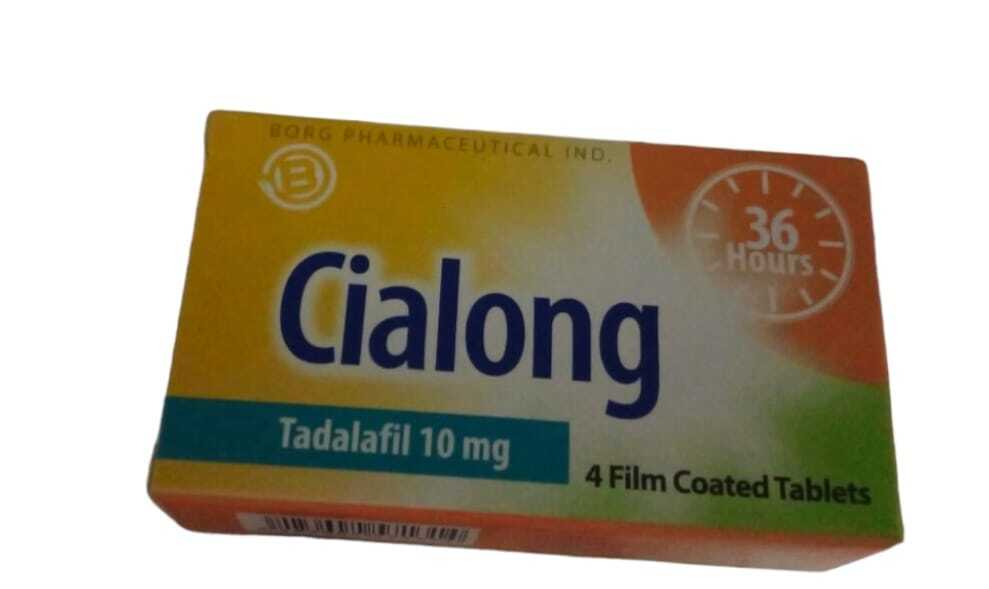 BORG PHARMACEUTICAL IND.
B
36
Hours
Cialong
Tadalafil 10 mg
4 Film Coated Tablets